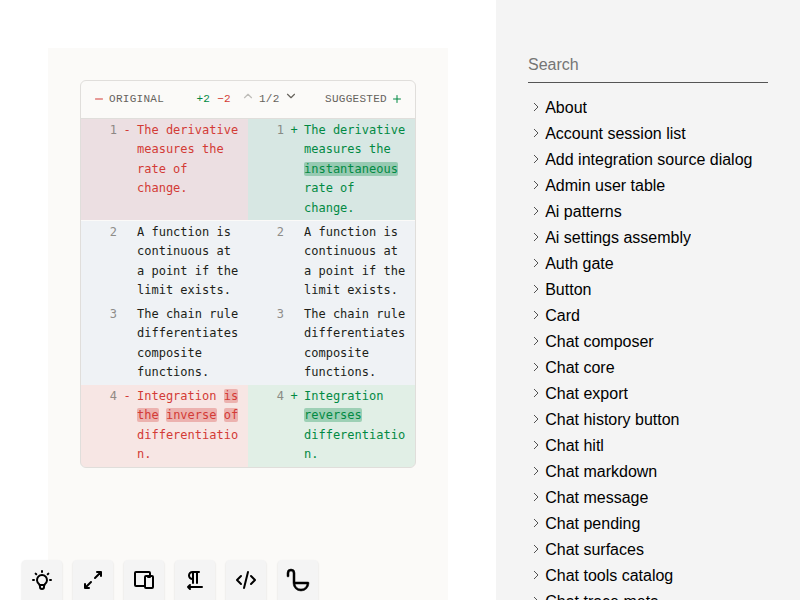 ORIGINAL +2 −2 1/2 SUGGESTED
1 - The derivative 1 + The derivative
measures the measures the
rate of instantaneous
change. rate of
change.
2 A function is 2 A function is
continuous at continuous at
a point if the a point if the
limit exists. limit exists.
3 The chain rule 3 The chain rule
differentiates differentiates
composite composite
functions. functions.
4 - Integration is 4 + Integration
the inverse of reverses
differentiatio differentiatio
n. n.
Search
About
Account session list
Add integration source dialog
Admin user table
Ai patterns
Ai settings assembly
Auth gate
Button
Card
Chat composer
Chat core
Chat export
Chat history button
Chat hitl
Chat markdown
Chat message
Chat pending
Chat surfaces
Chat tools catalog
Chat trace meta